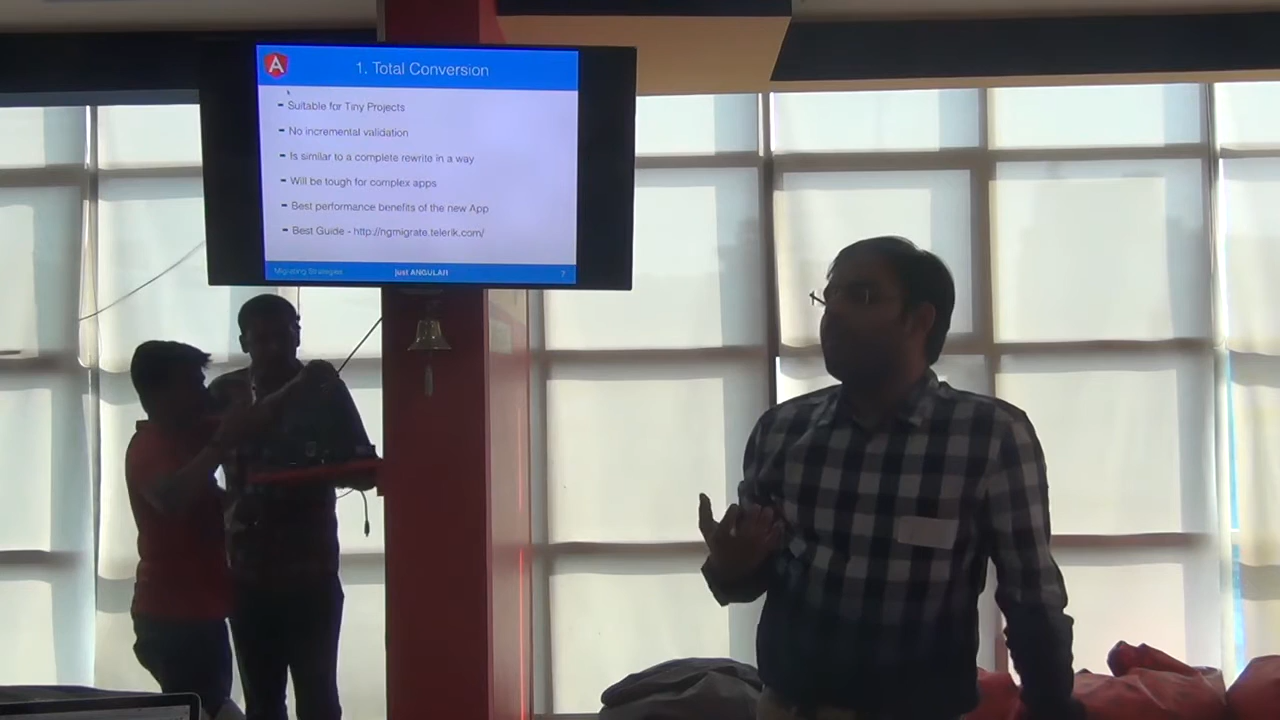 A
1. Total Conversion
- Suitable for Tiny Projects
- No incremental validation
- Is similar to a complete rewrite in a way
- Will be tough for complex apps
- Best performance benefits of the new App
- Best Guide - http://ngmigrate.telerik.com/
Migrating Strategies just ANGULAR 7